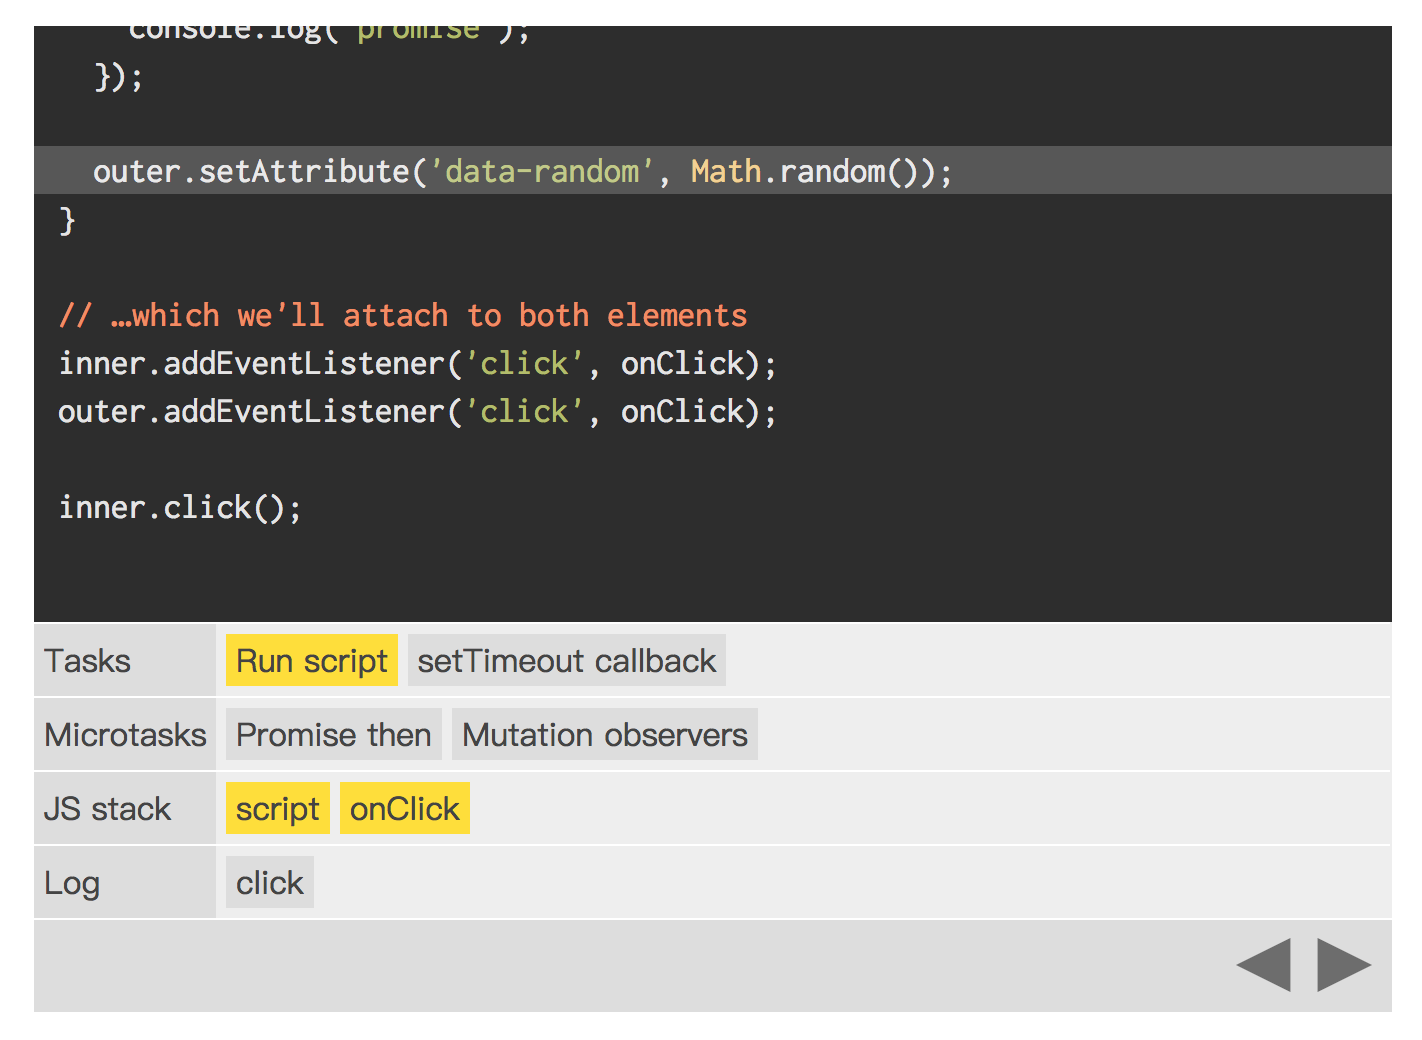 console.log('promise');
});
outer.setAttribute('data-random', Math.random());
}
// …which we'll attach to both elements
inner.addEventListener('click', onClick);
outer.addEventListener('click', onClick);
inner.click();
Tasks Run script setTimeout callback
Microtasks Promise then Mutation observers
JS stack script onClick
Log click